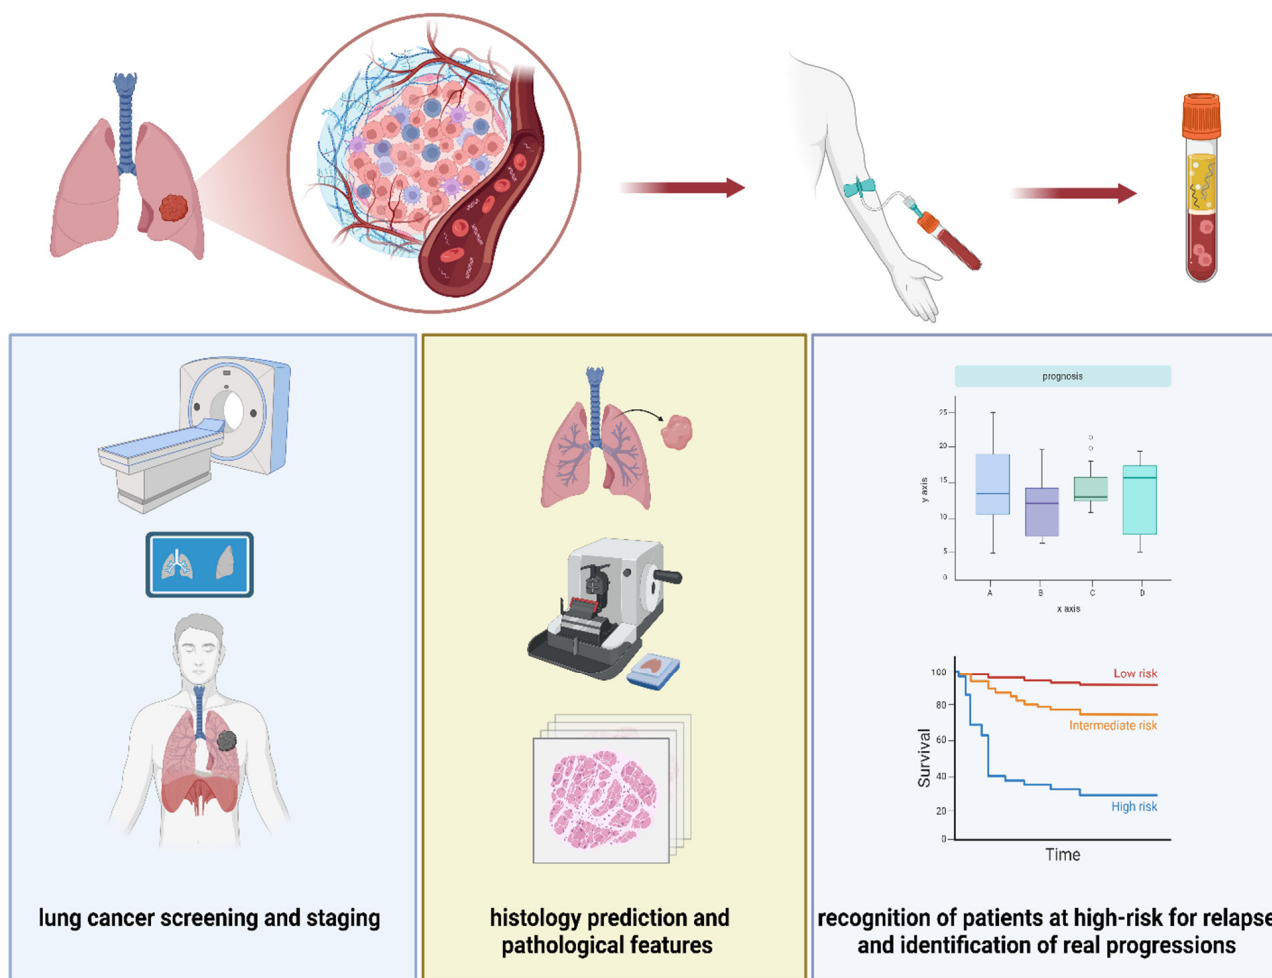 prognosis
25
20
15
10
5
0
y axis
A B C D
x axis
100
80
60
40
20
0
Survival
Low risk
Intermediate risk
High risk
Time
lung cancer screening and staging
histology prediction and
pathological features
recognition of patients at high-risk for relapse
and identification of real progressions